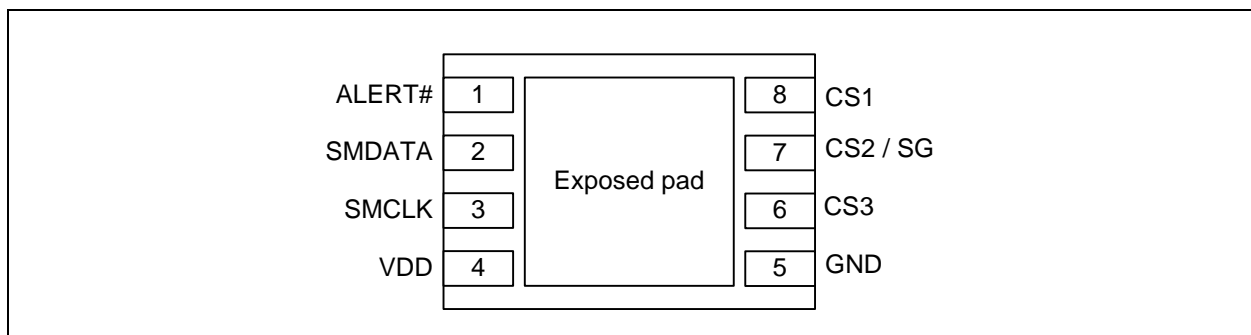 ALERT# 1 8 CS1
SMDATA 2 7 CS2 / SG
Exposed pad
SMCLK 3 6 CS3
VDD 4 5 GND